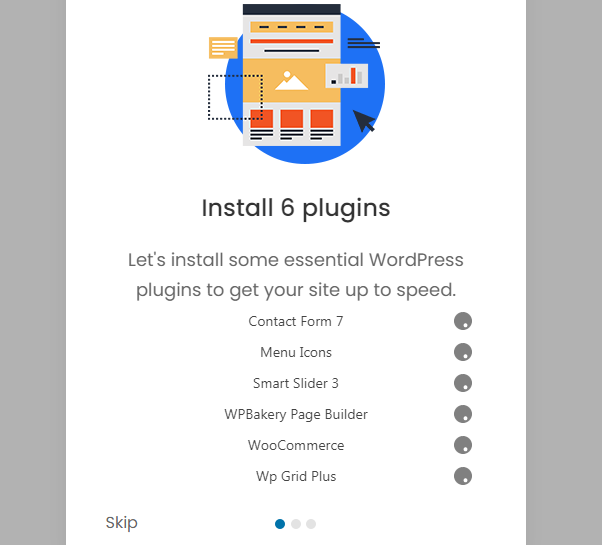 Install 6 plugins
Let's install some essential WordPress
plugins to get your site up to speed.
Contact Form 7
Menu Icons
Smart Slider 3
WPBakery Page Builder
WooCommerce
Wp Grid Plus
Skip